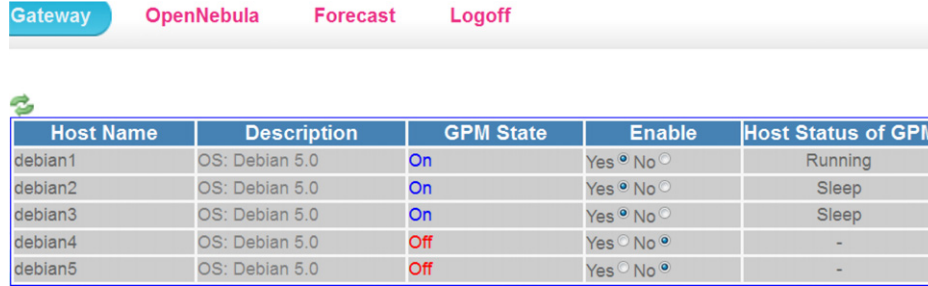 Gateway OpenNebula Forecast Logoff
Host Name Description GPM State Enable Host Status of GPM
debian1 OS: Debian 5.0 On Yes No Running
debian2 OS: Debian 5.0 On Yes No Sleep
debian3 OS: Debian 5.0 On Yes No Sleep
debian4 OS: Debian 5.0 Off Yes No -
debian5 OS: Debian 5.0 Off Yes No -